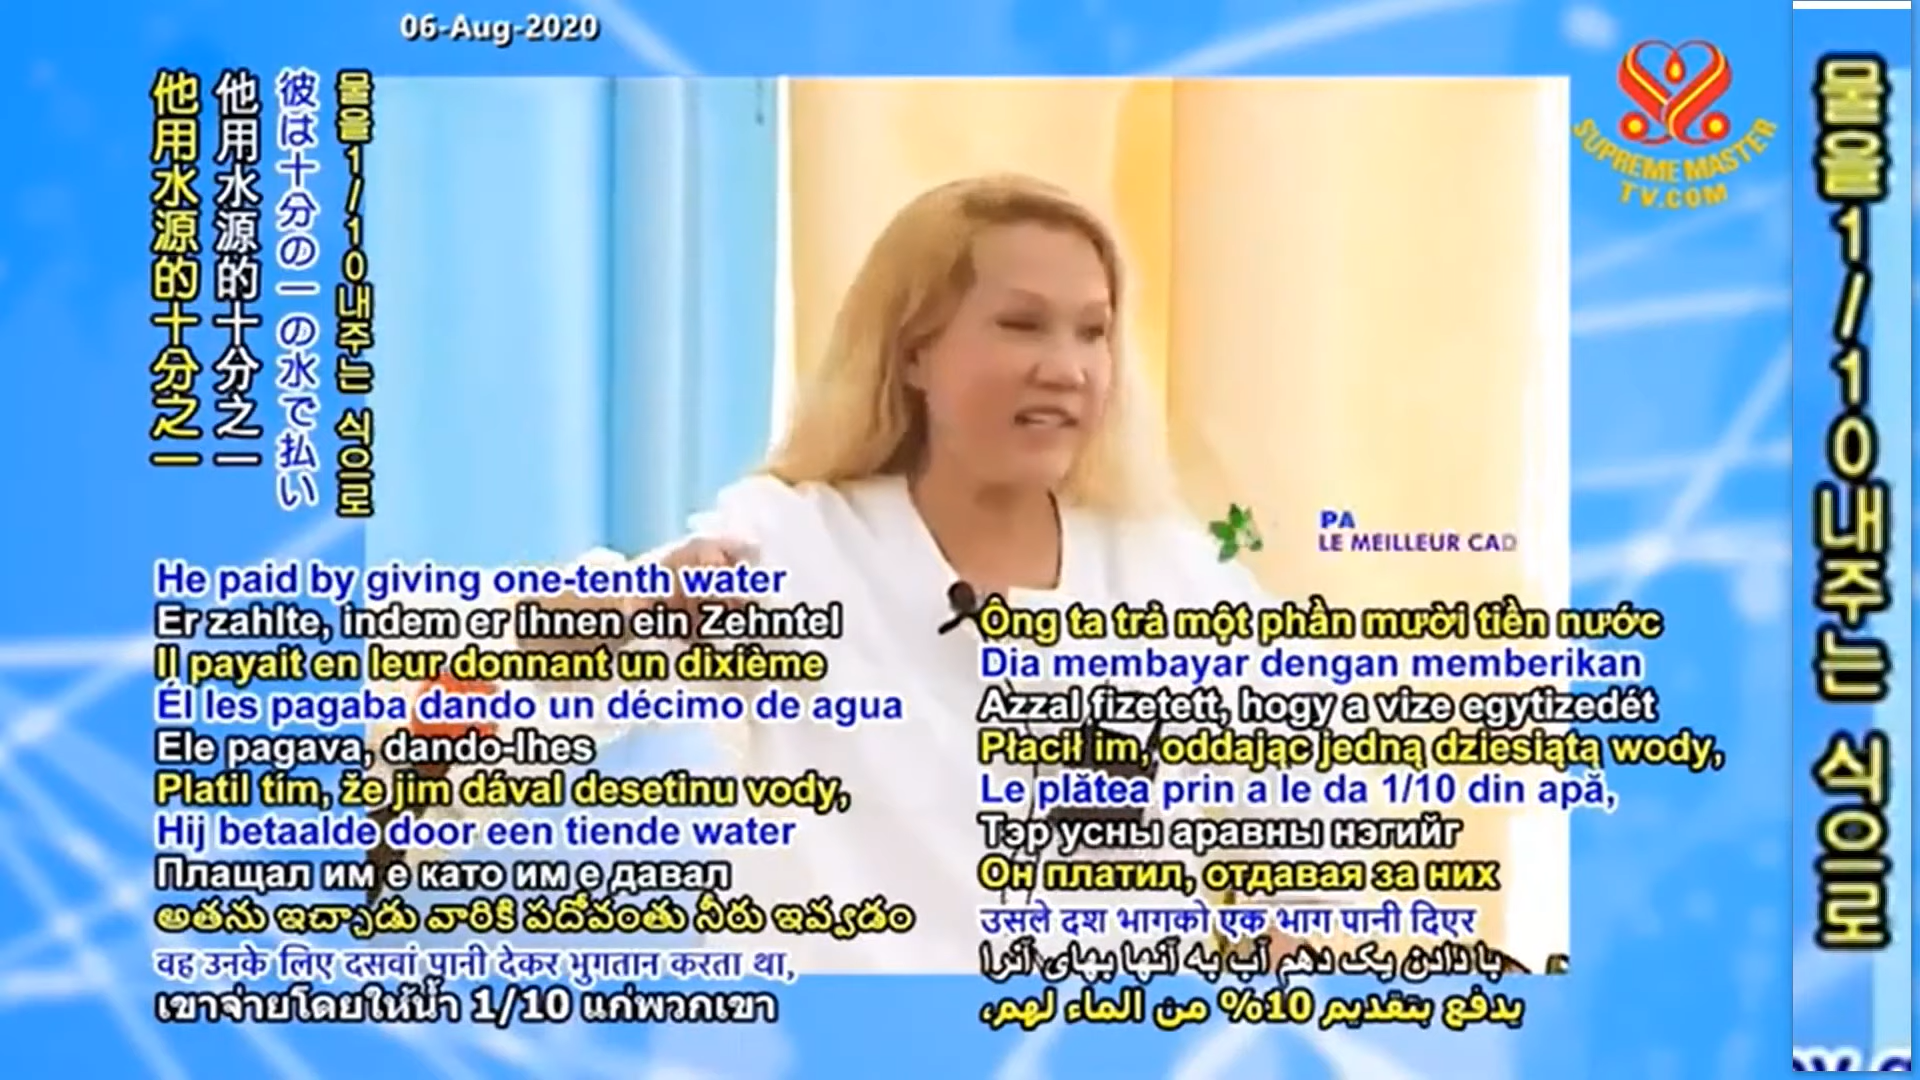 06-Aug-2020
물을1/10내주는 식으로
彼は十分の一の水で払い
他用水源的十分之一
他用水源的十分之一
SUPREME MASTER
TV.COM
PA
LE MEILLEUR CAD
He paid by giving one-tenth water
Er zahlte, indem er ihnen ein Zehntel
Il payait en leur donnant un dixième
Él les pagaba dando un décimo de agua
Ele pagava, dando-lhes
Platil tím, že jim dával desetinu vody,
Hij betaalde door een tiende water
Плащал им е като им е давал
అతను ఇచ్చాడు వారికి పదోవంతు నీరు ఇవ్వడం
वह उनके लिए दसवां पानी देकर भुगतान करता था,
เขาจ่ายโดยให้น้ำ 1/10 แก่พวกเขา
Ông ta trả một phần mười tiền nước
Dia membayar dengan memberikan
Azzal fizetett, hogy a vize egytizedét
Płacił im, oddając jedną dziesiątą wody,
Le plătea prin a le da 1/10 din apă,
Тэр усны аравны нэгийг
Он платил, отдавая за них
उसले दश भागको एक भाग पानी दिएर
با دادن یک دهم آب به آنها بهای آنرا
يدفع بتقديم 10% من الماء لهم،
물을1/10내주는 식으로